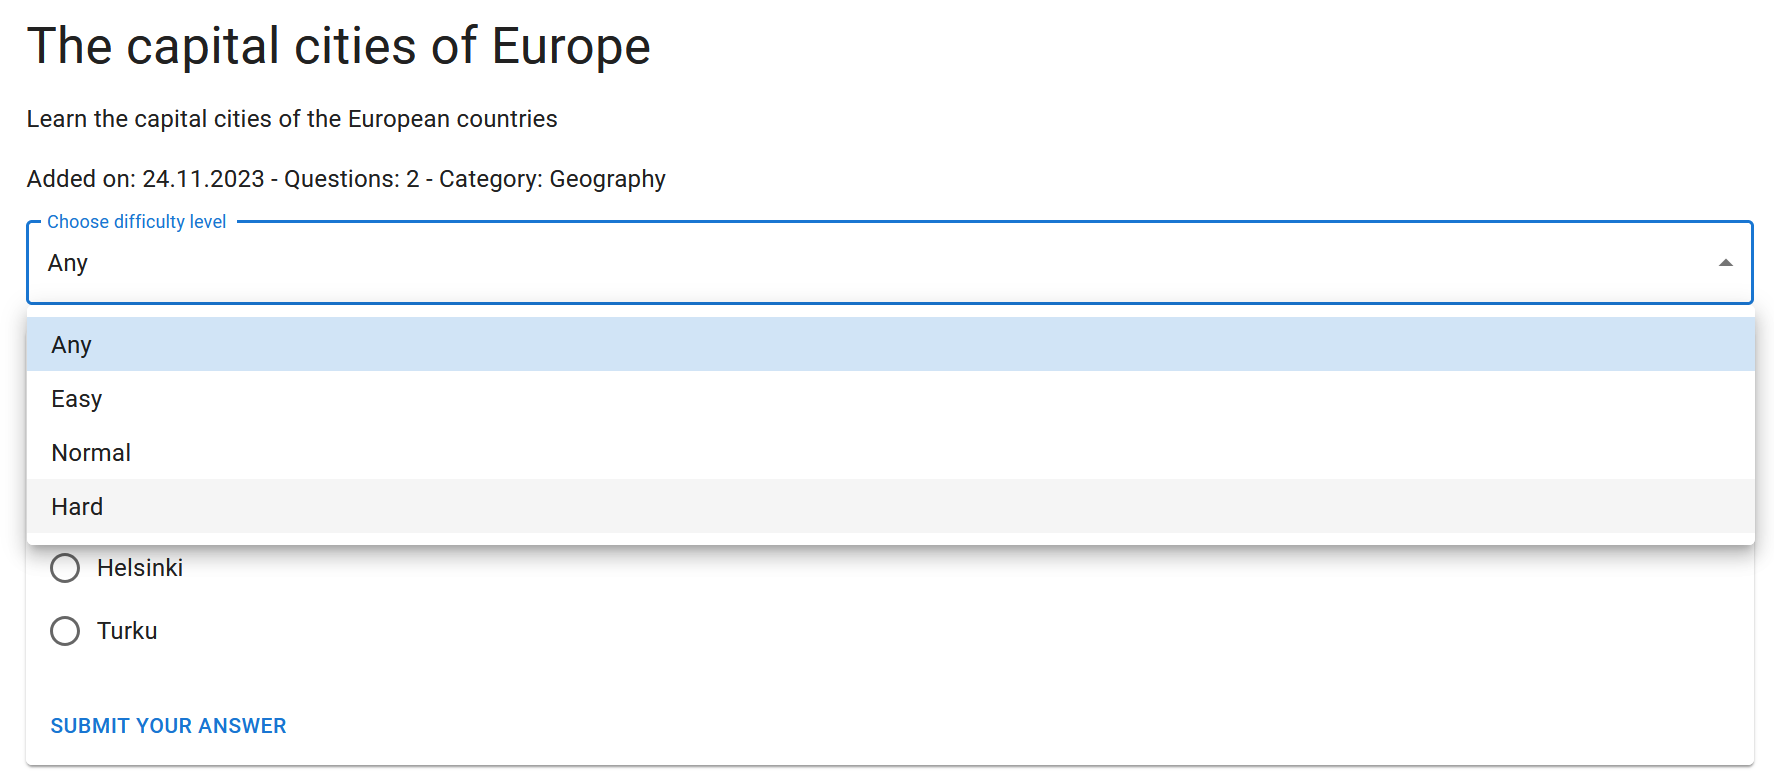 The capital cities of Europe
Learn the capital cities of the European countries
Added on: 24.11.2023 - Questions: 2 - Category: Geography
Choose difficulty level
Any
Any
Easy
Normal
Hard
Helsinki
Turku
SUBMIT YOUR ANSWER